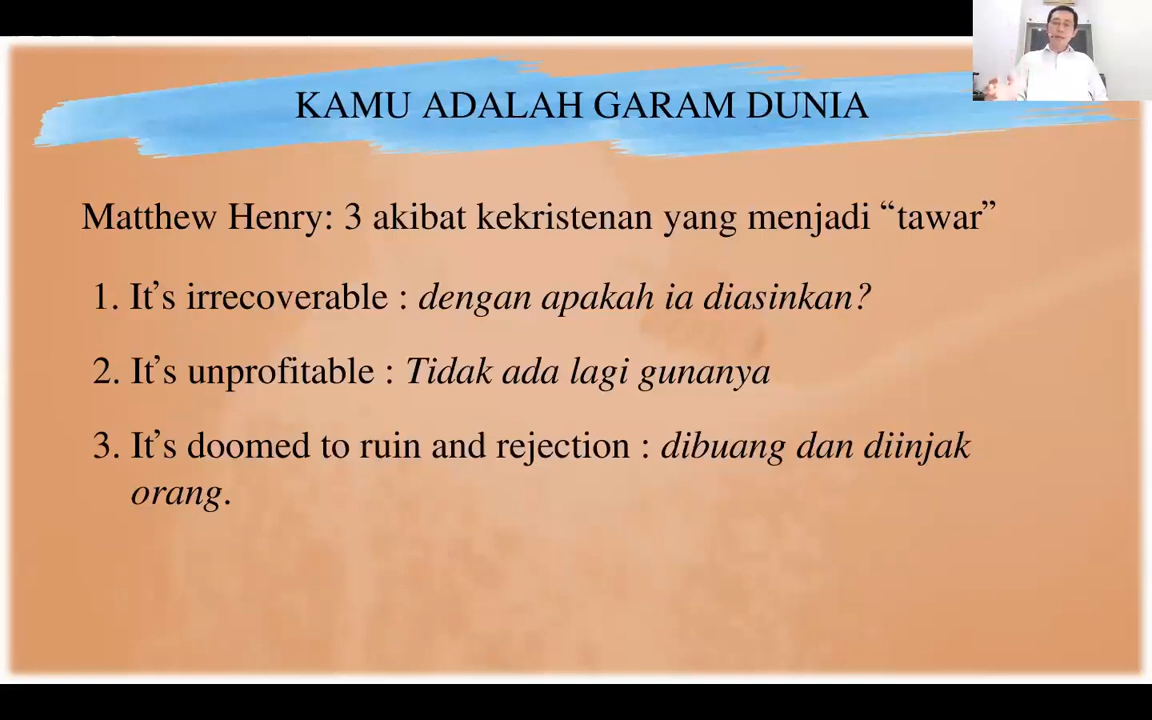 KAMU ADALAH GARAM DUNIA
Matthew Henry: 3 akibat kekristenan yang menjadi “tawar”
1. It’s irrecoverable : dengan apakah ia diasinkan?
2. It’s unprofitable : Tidak ada lagi gunanya
3. It’s doomed to ruin and rejection : dibuang dan diinjak
orang.